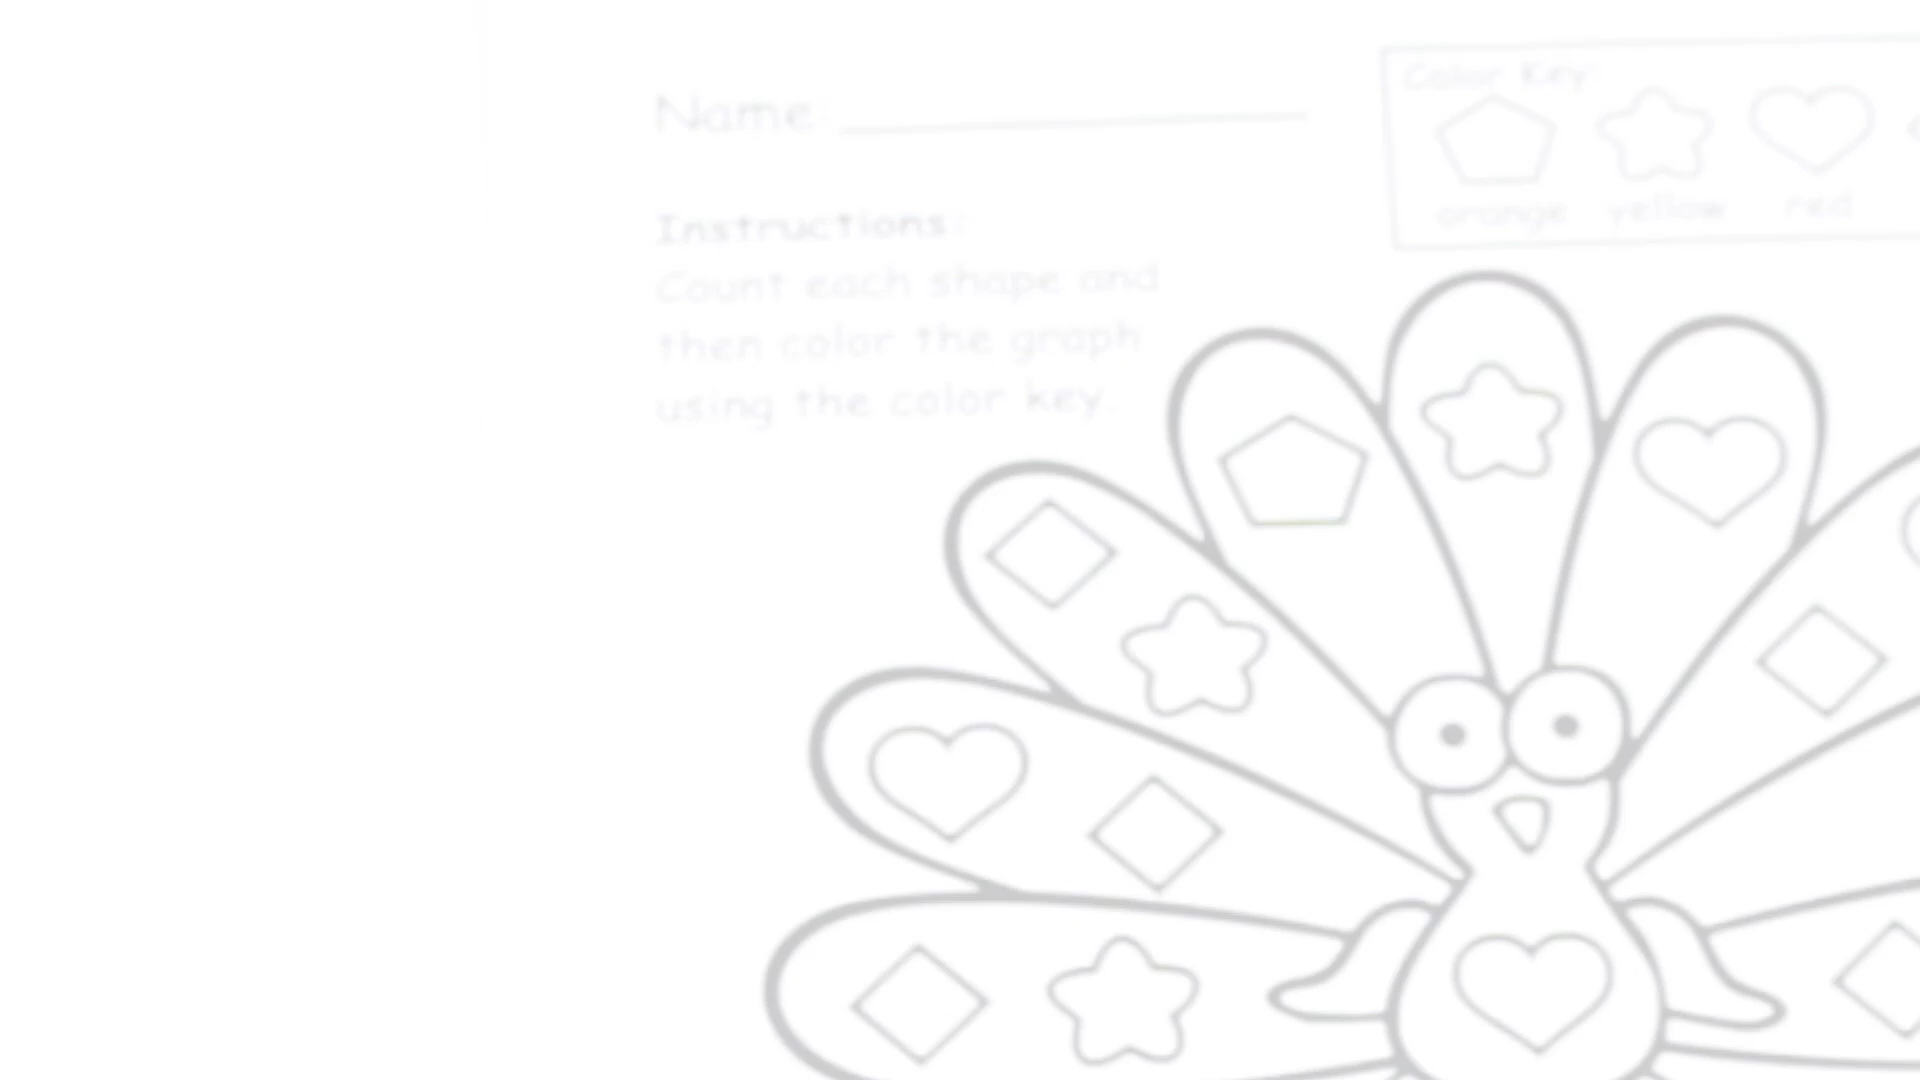 Name:
Instructions:
Count each shape and
then color the graph
using the color key.
Color Key:
orange yellow red